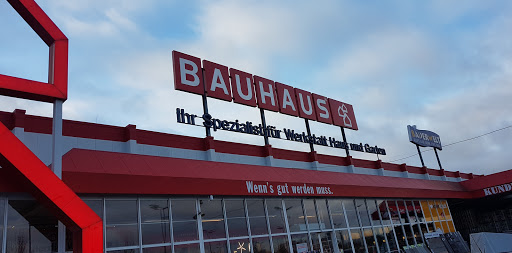 BAUHAUS
Ihr Spezialist für Werkstatt Haus und Garten
Wenn's gut werden muss.